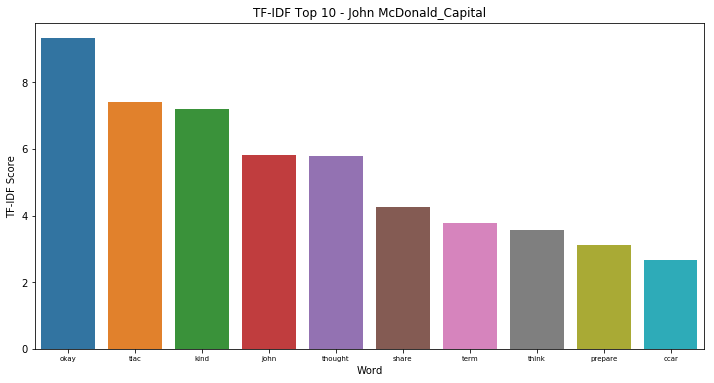 TF-IDF Top 10 - John McDonald_Capital
TF-IDF Score
8
6
4
2
0
okay tlac kind john thought share term think prepare ccar
Word